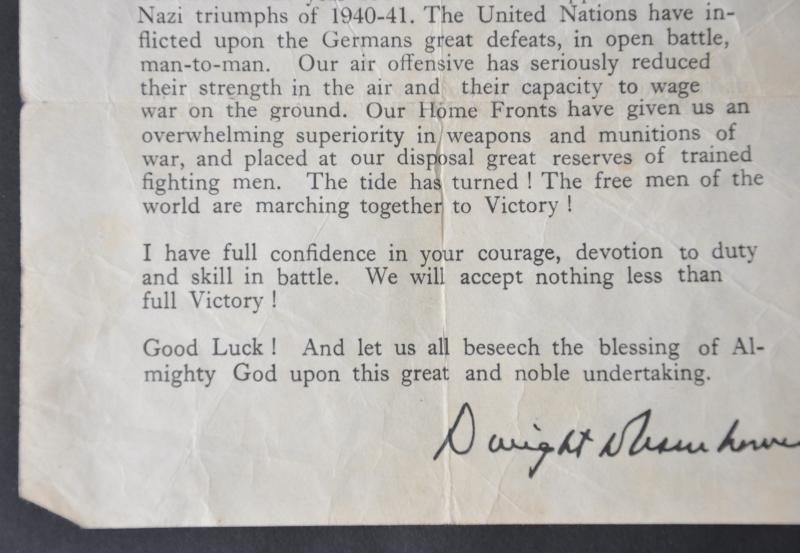 Nazi triumphs of 1940-41. The United Nations have in-
flicted upon the Germans great defeats, in open battle,
man-to-man. Our air offensive has seriously reduced
their strength in the air and their capacity to wage
war on the ground. Our Home Fronts have given us an
overwhelming superiority in weapons and munitions of
war, and placed at our disposal great reserves of trained
fighting men. The tide has turned ! The free men of the
world are marching together to Victory !
I have full confidence in your courage, devotion to duty
and skill in battle. We will accept nothing less than
full Victory !
Good Luck ! And let us all beseech the blessing of Al-
mighty God upon this great and noble undertaking.
Dwight D Eisenhower